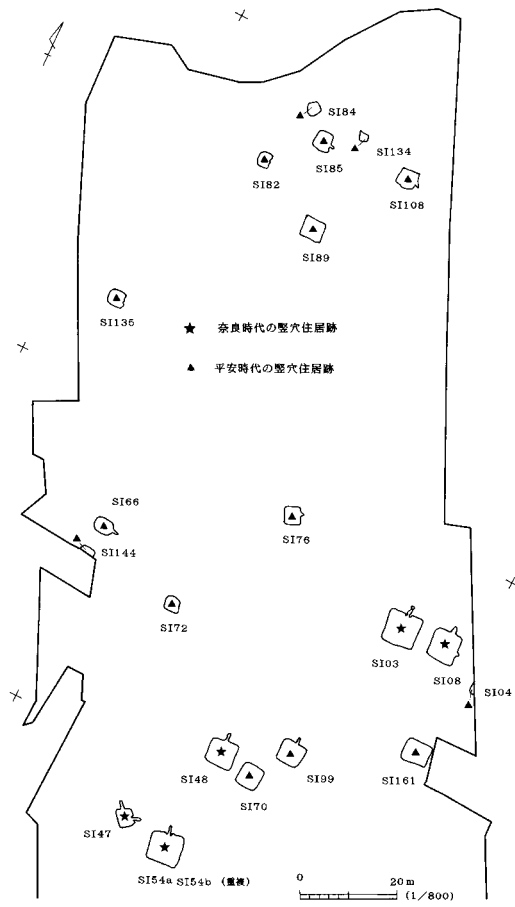 SI84
SI134
SI85
SI82
SI108
SI89
SI135
★ 奈良時代の竪穴住居跡
▲ 平安時代の竪穴住居跡
SI66
SI76
SI144
SI72
SI03
SI08
SI04
SI48
SI99
SI161
SI70
SI47
SI54a SI54b (重複)
0 20m
(1/800)